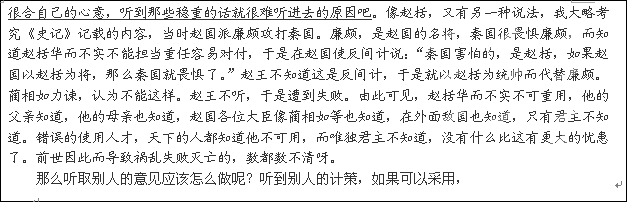 很合自己的心意，听到那些稳重的话就很难听进去的原因吧。像赵括，又有另一种说法，我大略考
究《史记》记载的内容，当时赵国派廉颇攻打秦国。廉颇，是赵国的名将，秦国很畏惧廉颇，而知
道赵括华而不实不能担当重任容易对付，于是在赵国使反间计说：“秦国害怕的，是赵括，如果赵
国以赵括为将，那么秦国就畏惧了。”赵王不知道这是反间计，于是就以赵括为统帅而代替廉颇。
蔺相如力谏，认为不能这样。赵王不听，于是遭到失败。由此可见，赵括华而不实不可重用，他的
父亲知道，他的母亲也知道，赵国各位大臣像蔺相如等也知道，在外面敌国也知道，只有君主不知
道。错误的使用人才，天下的人都知道他不可用，而唯独君主不知道，没有什么比这有更大的忧患
了。前世因此而导致祸乱失败灭亡的，数都数不清呀。
那么听取别人的意见应该怎么做呢？听到别人的计策，如果可以采用，